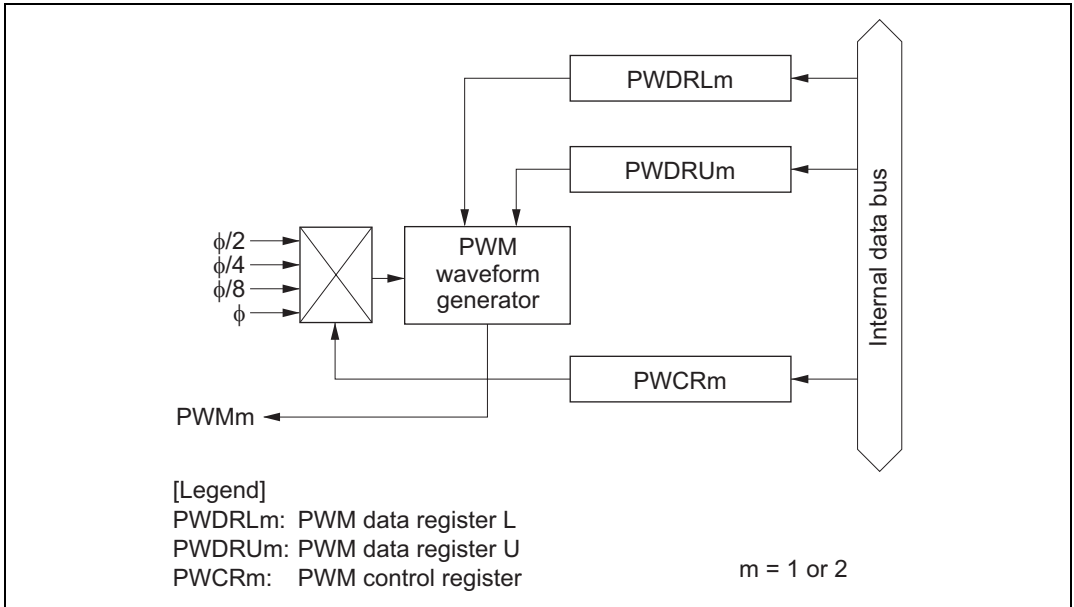 PWDRLm
PWDRUm
Internal data bus
ϕ/2
ϕ/4
ϕ/8
ϕ
PWM
waveform
generator
PWCRm
PWMm
[Legend]
PWDRLm: PWM data register L
PWDRUm: PWM data register U
PWCRm: PWM control register
m = 1 or 2